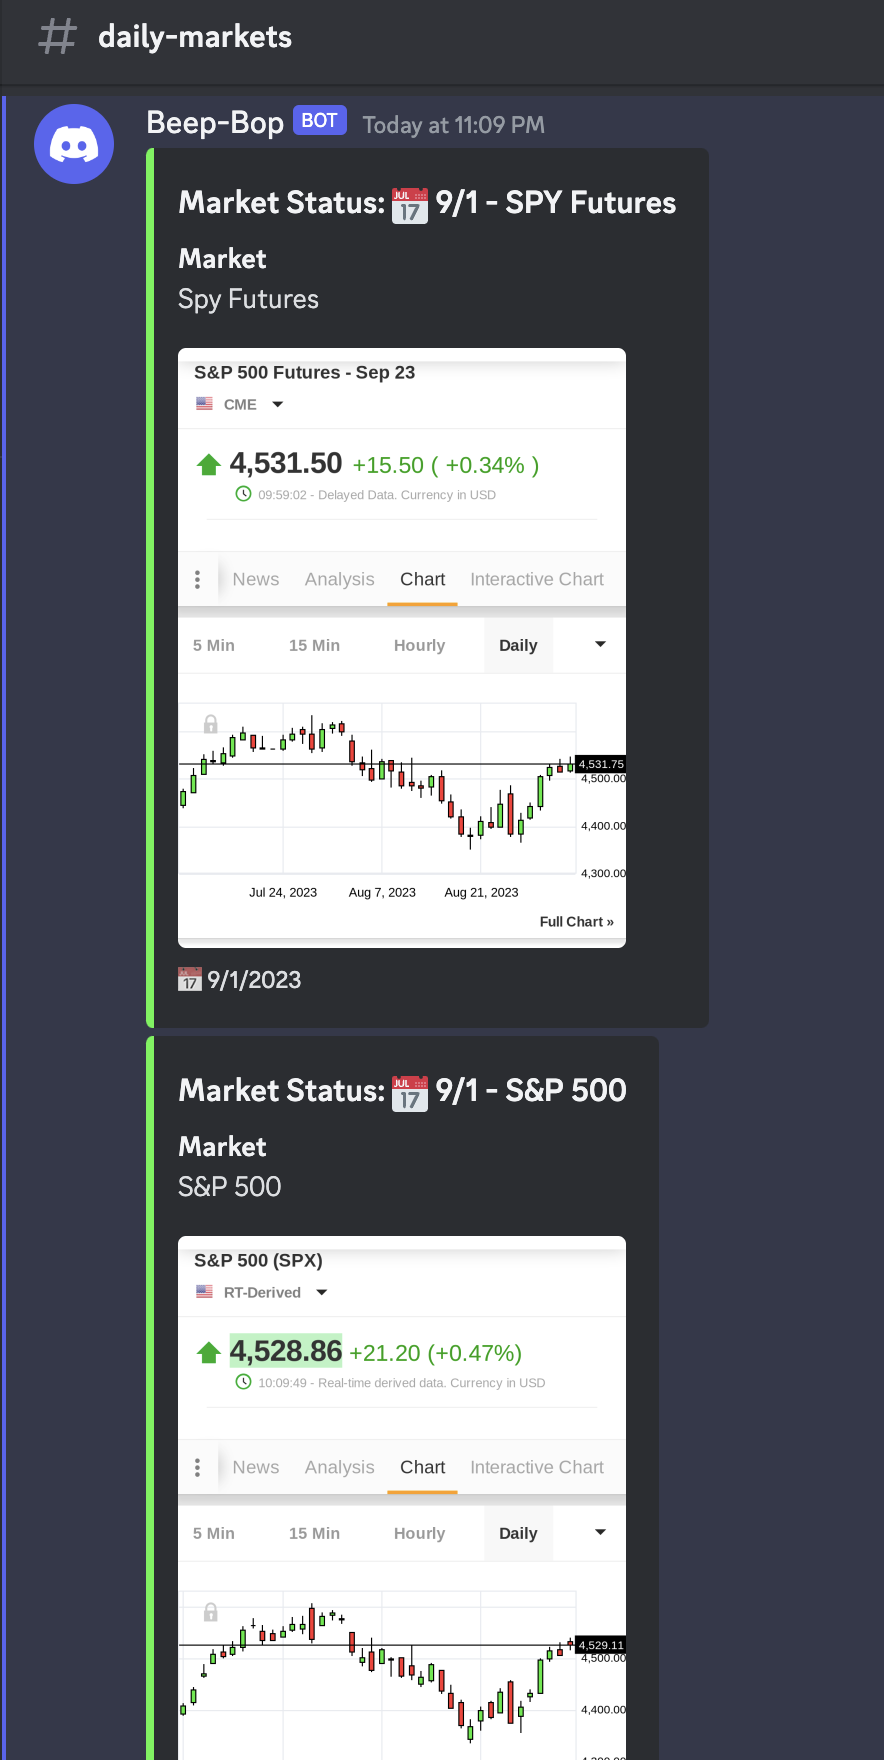 # daily-markets
Beep-Bop BOT Today at 11:09 PM
Market Status: JUL 17 9/1 - SPY Futures
Market
Spy Futures
S&P 500 Futures - Sep 23
CME
4,531.50 +15.50 ( +0.34% )
09:59:02 - Delayed Data. Currency in USD
News Analysis Chart Interactive Chart
5 Min 15 Min Hourly Daily
4,531.75
4,500.00
4,400.00
4,300.00
Jul 24, 2023 Aug 7, 2023 Aug 21, 2023
Full Chart »
17 9/1/2023
Market Status: JUL 17 9/1 - S&P 500
Market
S&P 500
S&P 500 (SPX)
RT-Derived
4,528.86 +21.20 (+0.47%)
10:09:49 - Real-time derived data. Currency in USD
News Analysis Chart Interactive Chart
5 Min 15 Min Hourly Daily
4,529.11
4,500.00
4,400.00